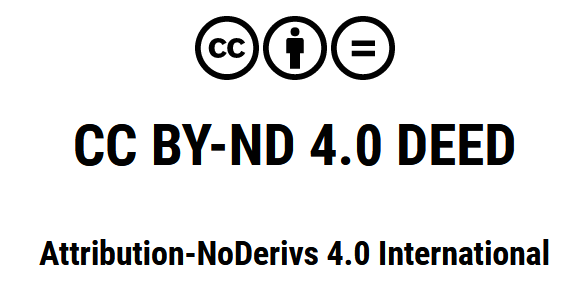 cc
CC BY-ND 4.0 DEED
Attribution-NoDerivs 4.0 International